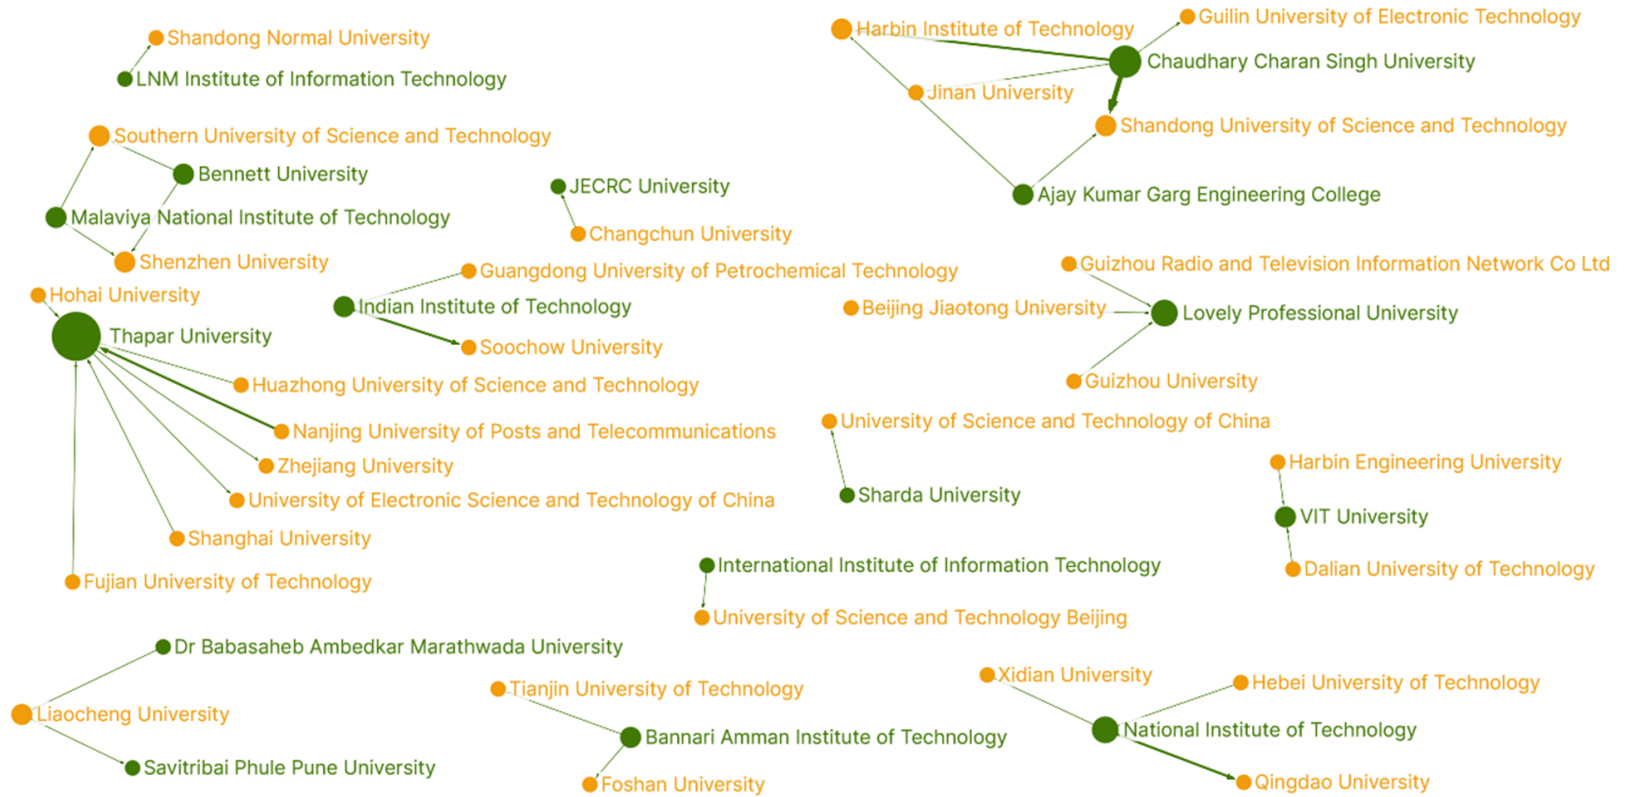 Shandong Normal University
LNM Institute of Information Technology
Southern University of Science and Technology
Bennett University
Malaviya National Institute of Technology
Shenzhen University
JECRC University
Changchun University
Harbin Institute of Technology
Guilin University of Electronic Technology
Chaudhary Charan Singh University
Jinan University
Shandong University of Science and Technology
Ajay Kumar Garg Engineering College
Hohai University
Thapar University
Huazhong University of Science and Technology
Nanjing University of Posts and Telecommunications
Zhejiang University
University of Electronic Science and Technology of China
Shanghai University
Fujian University of Technology
Guangdong University of Petrochemical Technology
Indian Institute of Technology
Soochow University
Guizhou Radio and Television Information Network Co Ltd
Beijing Jiaotong University
Lovely Professional University
Guizhou University
University of Science and Technology of China
Sharda University
Harbin Engineering University
VIT University
Dalian University of Technology
International Institute of Information Technology
University of Science and Technology Beijing
Dr Babasaheb Ambedkar Marathwada University
Liaocheng University
Savitribai Phule Pune University
Tianjin University of Technology
Bannari Amman Institute of Technology
Foshan University
Xidian University
Hebei University of Technology
National Institute of Technology
Qingdao University